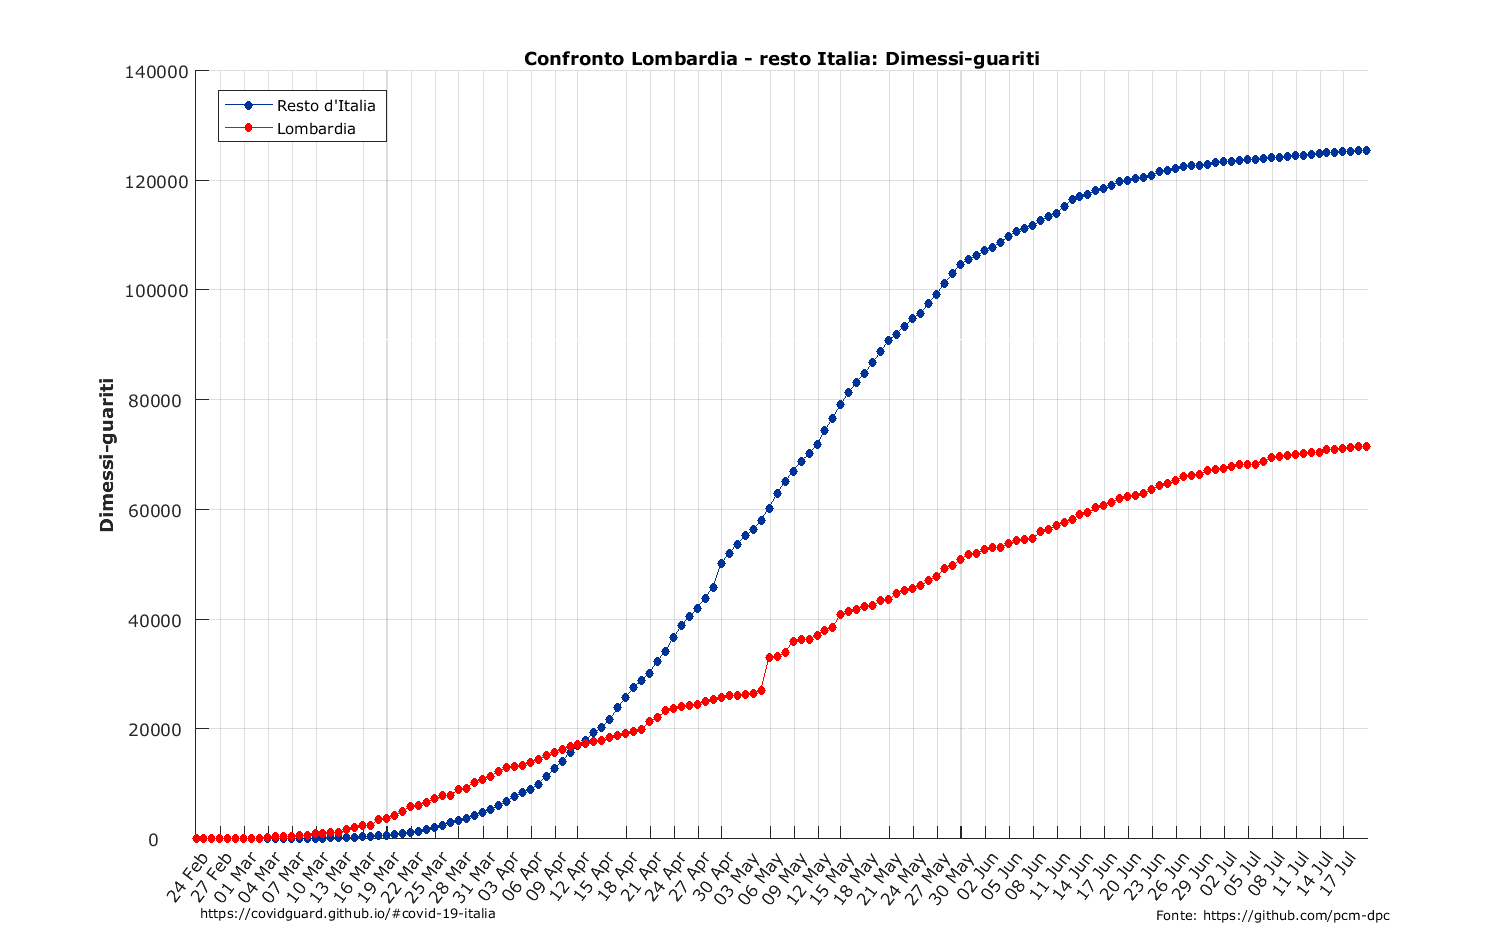 Confronto Lombardia - resto Italia: Dimessi-guariti
Resto d'Italia
Lombardia
Dimessi-guariti
140000
120000
100000
80000
60000
40000
20000
0
24 Feb
27 Feb
01 Mar
04 Mar
07 Mar
10 Mar
13 Mar
16 Mar
19 Mar
22 Mar
25 Mar
28 Mar
31 Mar
03 Apr
06 Apr
09 Apr
12 Apr
15 Apr
18 Apr
21 Apr
24 Apr
27 Apr
30 Apr
03 May
06 May
09 May
12 May
15 May
18 May
21 May
24 May
27 May
30 May
02 Jun
05 Jun
08 Jun
11 Jun
14 Jun
17 Jun
20 Jun
23 Jun
26 Jun
29 Jun
02 Jul
05 Jul
08 Jul
11 Jul
14 Jul
17 Jul
https://covidguard.github.io/#covid-19-italia
Fonte: https://github.com/pcm-dpc